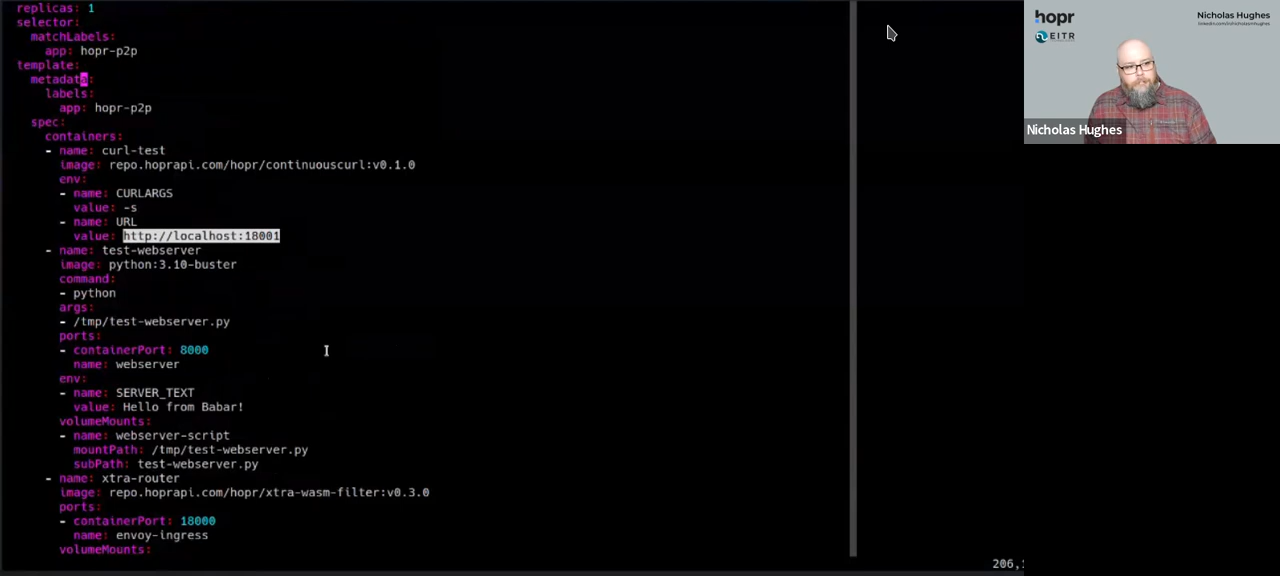 replicas: 1
selector:
matchLabels:
app: hopr-p2p
template:
metadata:
labels:
app: hopr-p2p
spec:
containers:
- name: curl-test
image: repo.hoprapi.com/hopr/continuouscurl:v0.1.0
env:
- name: CURLARGS
value: -s
- name: URL
value: http://localhost:18001
- name: test-webserver
image: python:3.10-buster
command:
- python
args:
- /tmp/test-webserver.py
ports:
- containerPort: 8000
name: webserver
env:
- name: SERVER_TEXT
value: Hello from Babar!
volumeMounts:
- name: webserver-script
mountPath: /tmp/test-webserver.py
subPath: test-webserver.py
- name: xtra-router
image: repo.hoprapi.com/hopr/xtra-wasm-filter:v0.3.0
ports:
- containerPort: 18000
name: envoy-ingress
volumeMounts:
206,
hopr
EITR
Nicholas Hughes
Nicholas Hughes